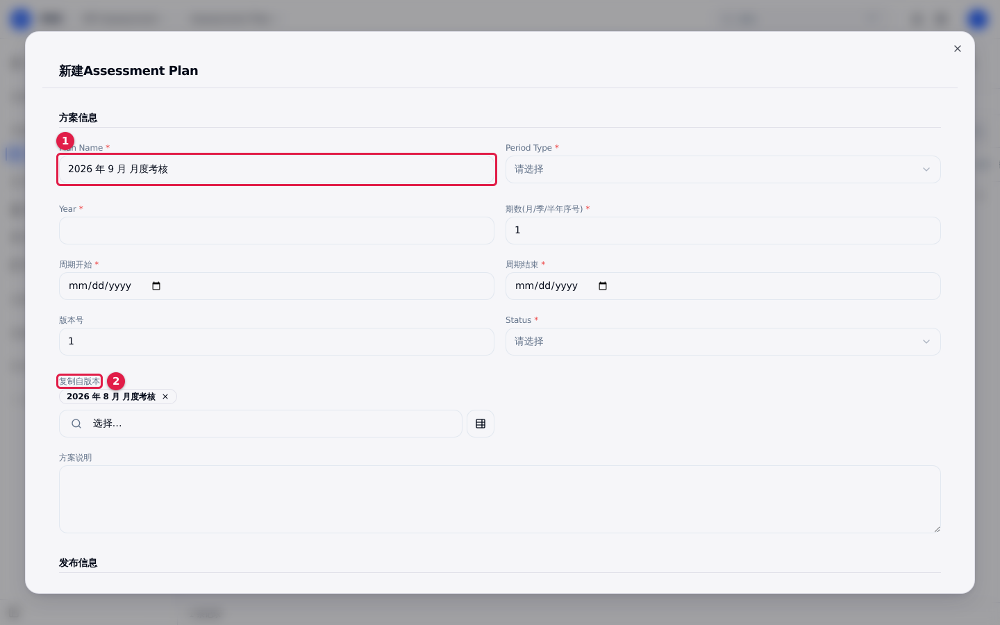 新建Assessment Plan
方案信息
1
Name *
2026 年 9 月 月度考核
Period Type *
请选择
Year *
期数(月/季/半年序号) *
1
周期开始 *
mm/dd/yyyy
周期结束 *
mm/dd/yyyy
版本号
1
Status *
请选择
复制自版本
2
2026 年 8 月 月度考核
选择...
方案说明
发布信息